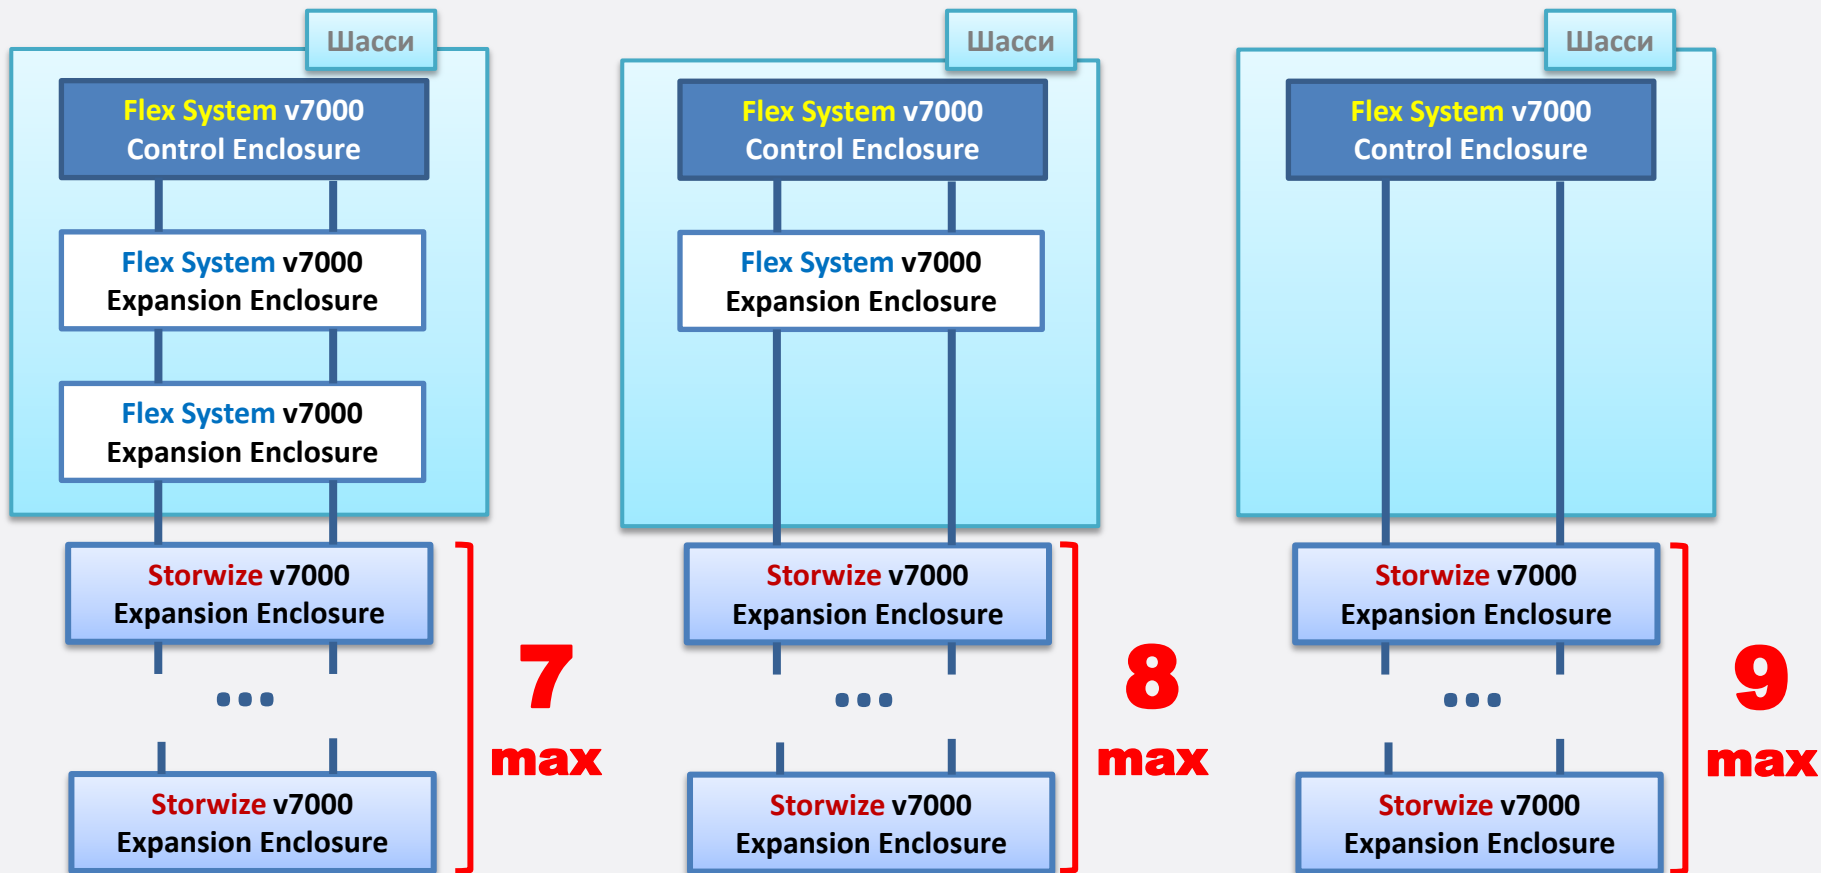 Шасси
Flex System v7000
Control Enclosure
Flex System v7000
Expansion Enclosure
Flex System v7000
Expansion Enclosure
Storwize v7000
Expansion Enclosure
...
Storwize v7000
Expansion Enclosure
7
max
Шасси
Flex System v7000
Control Enclosure
Flex System v7000
Expansion Enclosure
Storwize v7000
Expansion Enclosure
...
Storwize v7000
Expansion Enclosure
8
max
Шасси
Flex System v7000
Control Enclosure
Storwize v7000
Expansion Enclosure
...
Storwize v7000
Expansion Enclosure
9
max